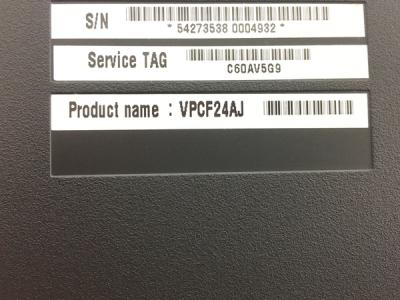 S/N
* 54273538 0004932 *
Service TAG
C60AV5G9
Product name : VPCF24AJ